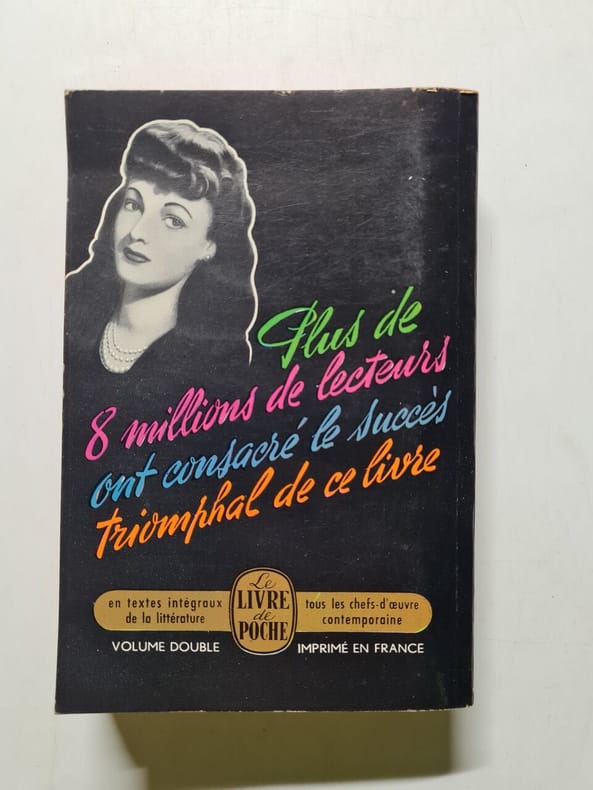 Plus de
8 millions de lecteurs
ont consacré le succès
triomphal de ce livre
en textes intégraux
de la littérature
Le
LIVRE
de
POCHE
tous les chefs-d'œuvre
contemporaine
VOLUME DOUBLE
IMPRIMÉ EN FRANCE